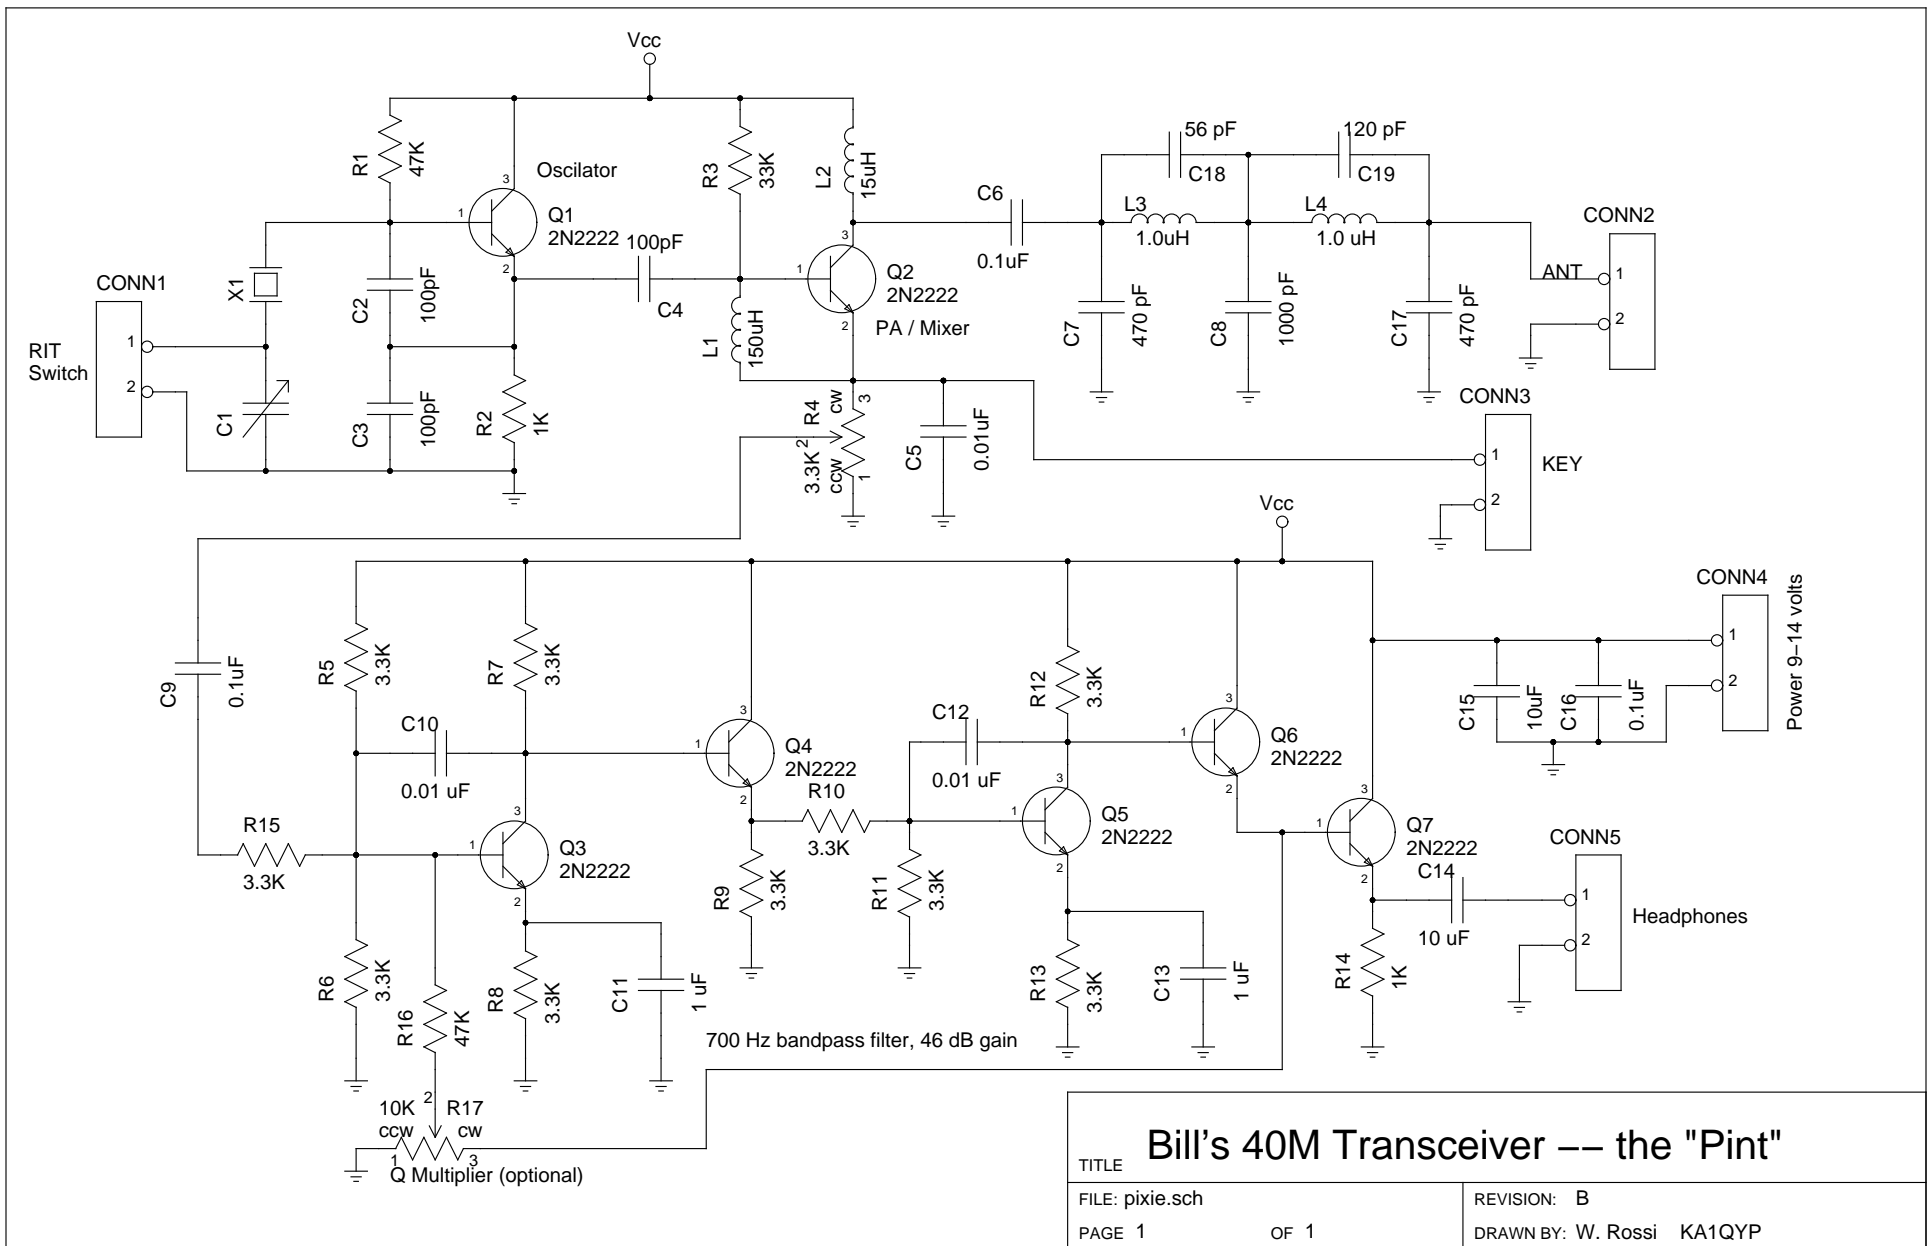 Vcc
R1
47K
3
Oscilator
1
Q1
2N2222
2
X1
CONN1
RIT
Switch
1
2
C1
C2
100pF
C3
100pF
R2
1K
100pF
C4
R3
33K
L2
15uH
L1
150uH
3
1
Q2
2N2222
2
PA / Mixer
R4
3.3K
cw
3
2
ccw
1
C5
0.01uF
C6
0.1uF
56 pF
C18
120 pF
C19
L3
1.0uH
L4
1.0 uH
C7
470 pF
C8
1000 pF
C17
470 pF
CONN2
ANT
1
2
CONN3
1
KEY
2
Vcc
C9
0.1uF
R5
3.3K
R7
3.3K
C10
0.01 uF
R15
3.3K
3
1
Q3
2N2222
2
R6
3.3K
R16
47K
R8
3.3K
C11
1 uF
3
1
Q4
2N2222
2
R10
3.3K
R9
3.3K
R11
3.3K
C12
0.01 uF
R12
3.3K
3
1
Q5
2N2222
2
R13
3.3K
C13
1 uF
3
1
Q6
2N2222
2
3
1
Q7
2N2222
2
C14
10 uF
R14
1K
CONN5
1
Headphones
2
CONN4
1
2
Power 9–14 volts
C15
10uF
C16
0.1uF
700 Hz bandpass filter, 46 dB gain
10K
2
R17
ccw
cw
1
3
Q Multiplier (optional)
TITLE Bill's 40M Transceiver –– the "Pint"
FILE: pixie.sch
REVISION: B
PAGE 1 OF 1
DRAWN BY: W. Rossi KA1QYP